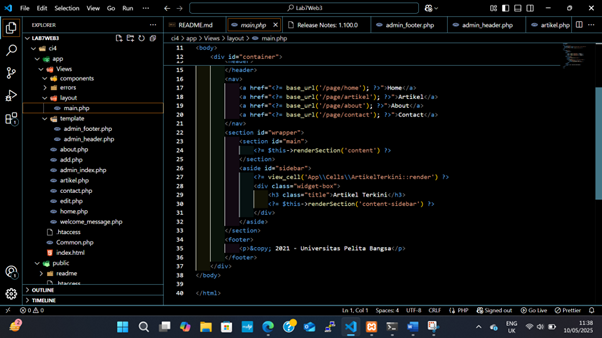 File Edit Selection View Go Run ···
Lab7Web3
EXPLORER ···
README.md
main.php
Release Notes: 1.100.0
admin_footer.php
admin_header.php
artikel.php
LAB7WEB3
ci4 > app > Views > layout > main.php
ci4
app
Views
components
errors
layout
main.php
template
admin_footer.php
admin_header.php
about.php
add.php
admin_index.php
artikel.php
contact.php
edit.php
home.php
welcome_message.php
.htaccess
Common.php
index.html
public
readme
.htaccess
OUTLINE
TIMELINE
11 <body>
12 <div id="container">
15 </header>
16 <nav>
17 <a href="<?= base_url('/page/home'); ?>">Home</a>
18 <a href="<?= base_url('/page/artikel'); ?>">Artikel</a>
19 <a href="<?= base_url('/page/about'); ?>">About</a>
20 <a href="<?= base_url('/page/contact'); ?>">Contact</a>
21 </nav>
22 <section id="wrapper">
23 <section id="main">
24 <?= $this->renderSection('content') ?>
25 </section>
26 <aside id="sidebar">
27 <?= view_cell('App\\Cells\\ArtikelTerkini::render') ?>
28 <div class="widget-box">
29 <h3 class="title">Artikel Terkini</h3>
30 <?= $this->renderSection('content-sidebar') ?>
31 </div>
32 </aside>
33 </section>
34 <footer>
35 <p>&copy; 2021 - Universitas Pelita Bangsa</p>
36 </footer>
37 </div>
38 </body>
39
40 </html>
0 0
Ln 1, Col 1 Spaces: 4 UTF-8 CRLF PHP Signed out Go Live Prettier
ENG
UK
11:38
10/05/2025